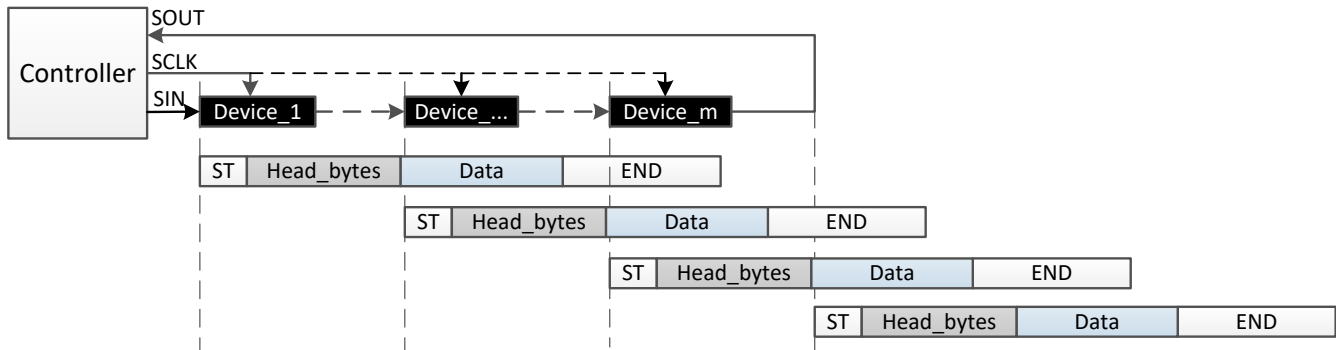 SOUT
Controller
SCLK
SIN
Device_1
Device_...
Device_m
ST Head_bytes Data END
ST Head_bytes Data END
ST Head_bytes Data END
ST Head_bytes Data END